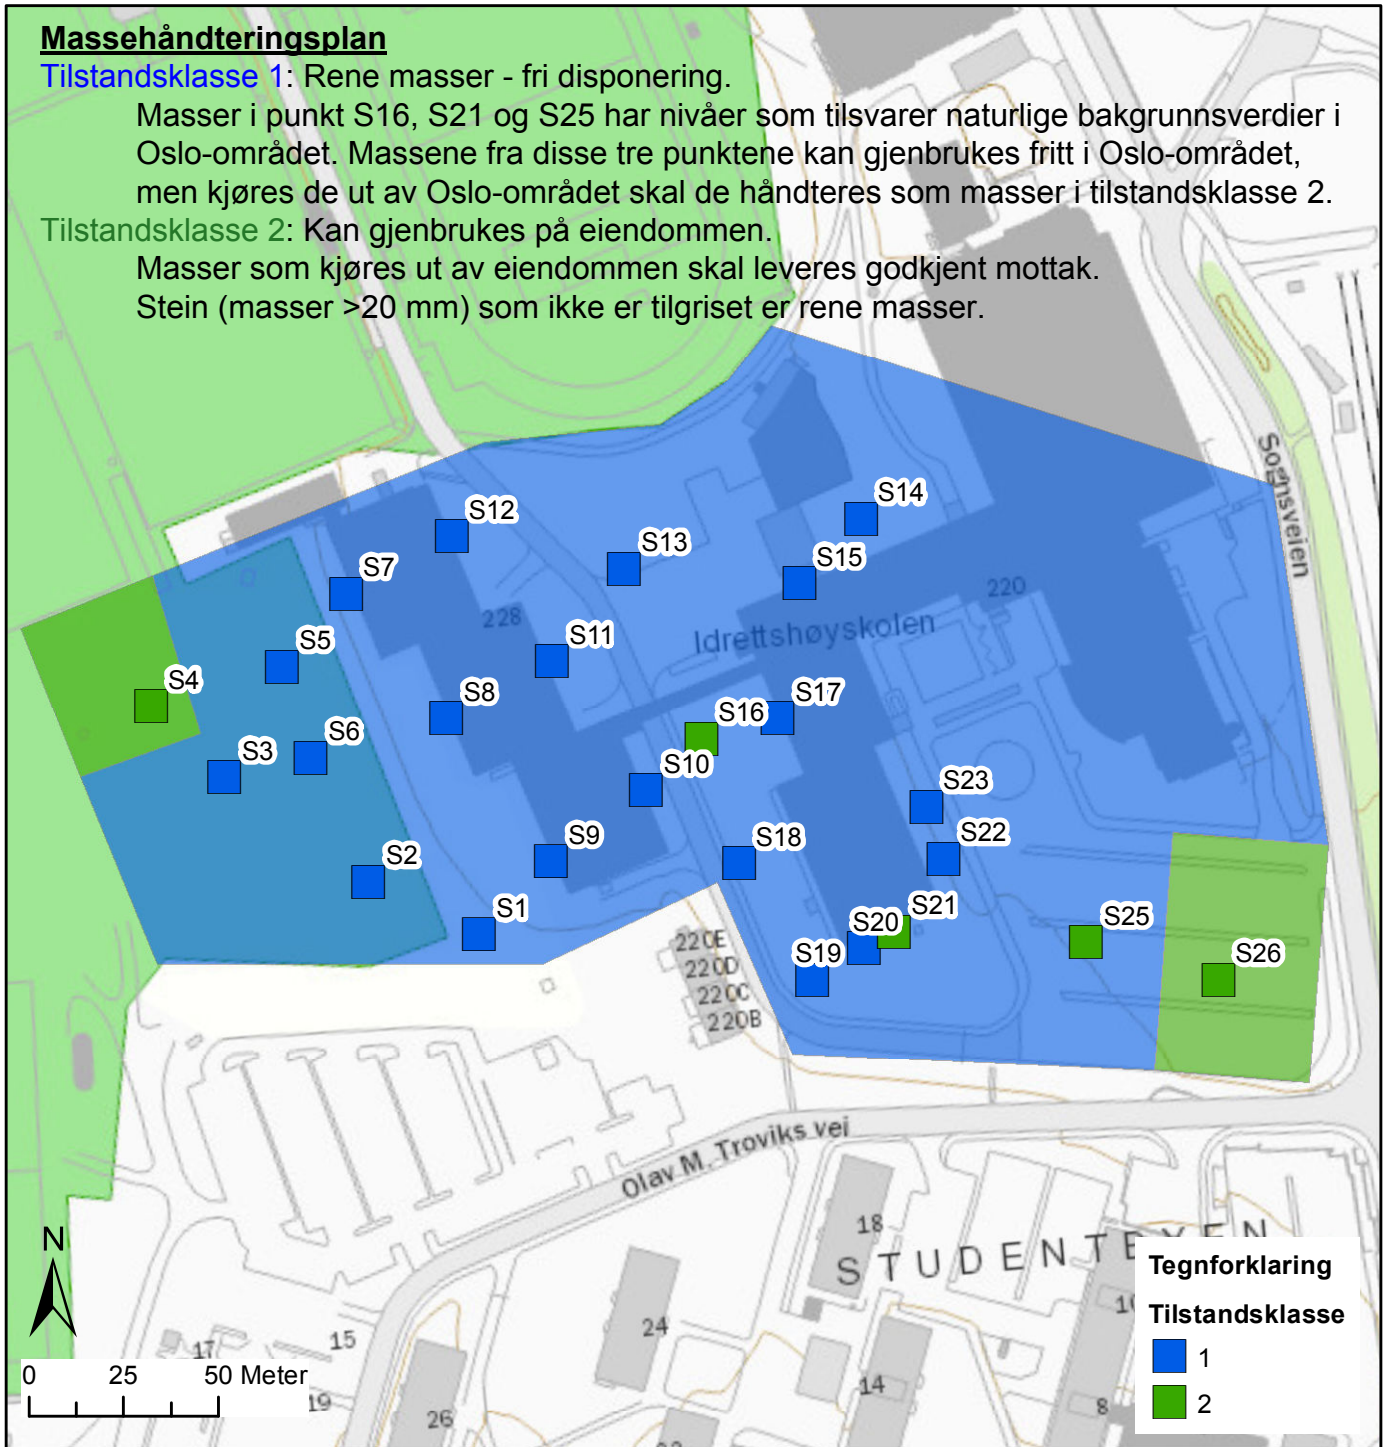 Massehåndteringsplan
Tilstandsklasse 1: Rene masser - fri disponering.
Masser i punkt S16, S21 og S25 har nivåer som tilsvarer naturlige bakgrunnsverdier i
Oslo-området. Massene fra disse tre punktene kan gjenbrukes fritt i Oslo-området,
men kjøres de ut av Oslo-området skal de håndteres som masser i tilstandsklasse 2.
Tilstandsklasse 2: Kan gjenbrukes på eiendommen.
Masser som kjøres ut av eiendommen skal leveres godkjent mottak.
Stein (masser >20 mm) som ikke er tilgriset er rene masser.
Sognsveien
S14
S12
S13
S15
S7
220
228
Idrettshøyskolen
S5
S11
S4
S8
S17
S16
S6
S3
S10
S23
S9
S18
S22
S2
S1
S21
S20
S25
S19
S26
220E
220D
220C
220B
Olav M. Troviks vei
18
STUDENTBYEN
N
24
15
17
19
26
14
8
0 25 50 Meter
Tegnforklaring
Tilstandsklasse
1
2